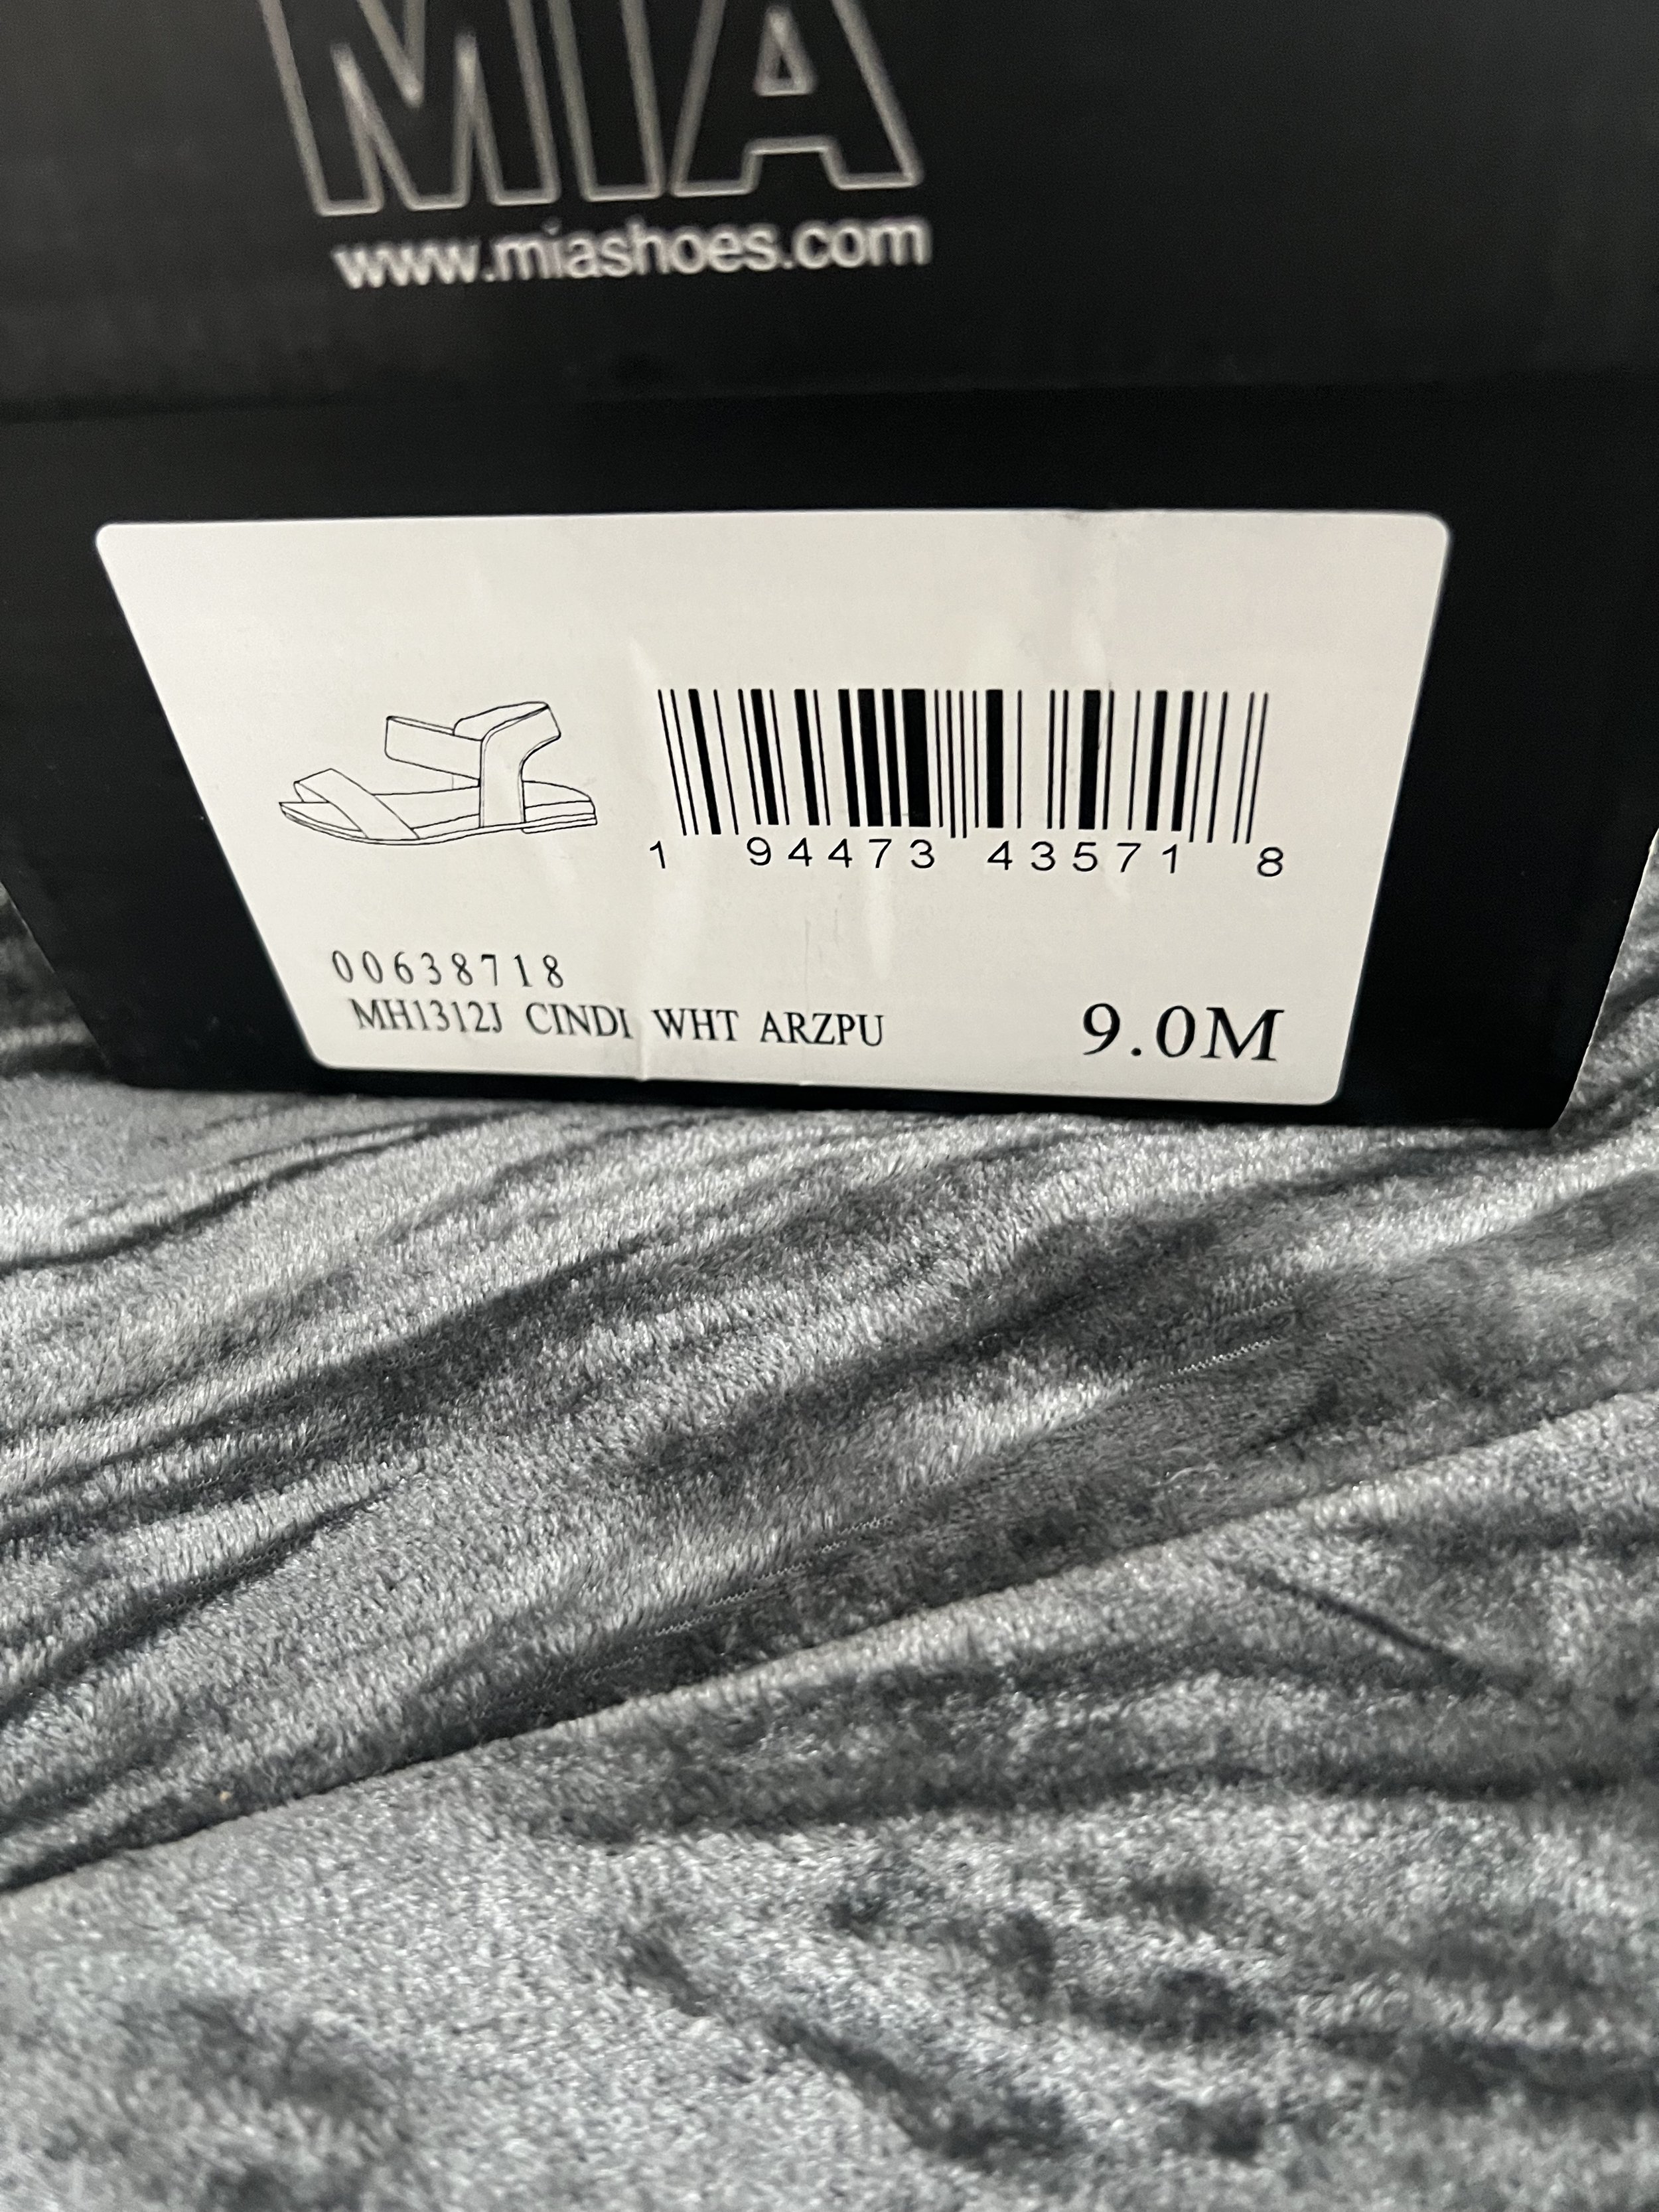 MIA
www.miashoes.com
1 94473 43571 8
00638718
MH1312J CINDI WHT ARZPU
9.0M